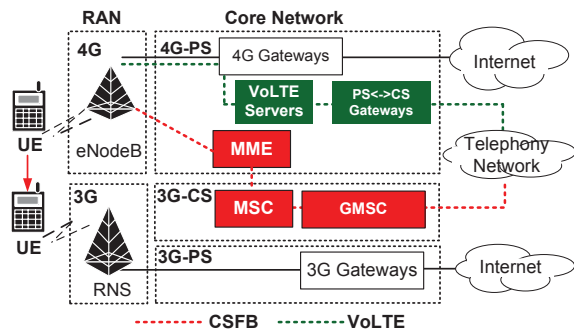 RAN
Core Network
4G
4G-PS
4G Gateways
Internet
VoLTE
Servers
PS<->CS
Gateways
UE
eNodeB
MME
Telephony
Network
3G
3G-CS
MSC
GMSC
UE
3G-PS
RNS
3G Gateways
Internet
CSFB
VoLTE